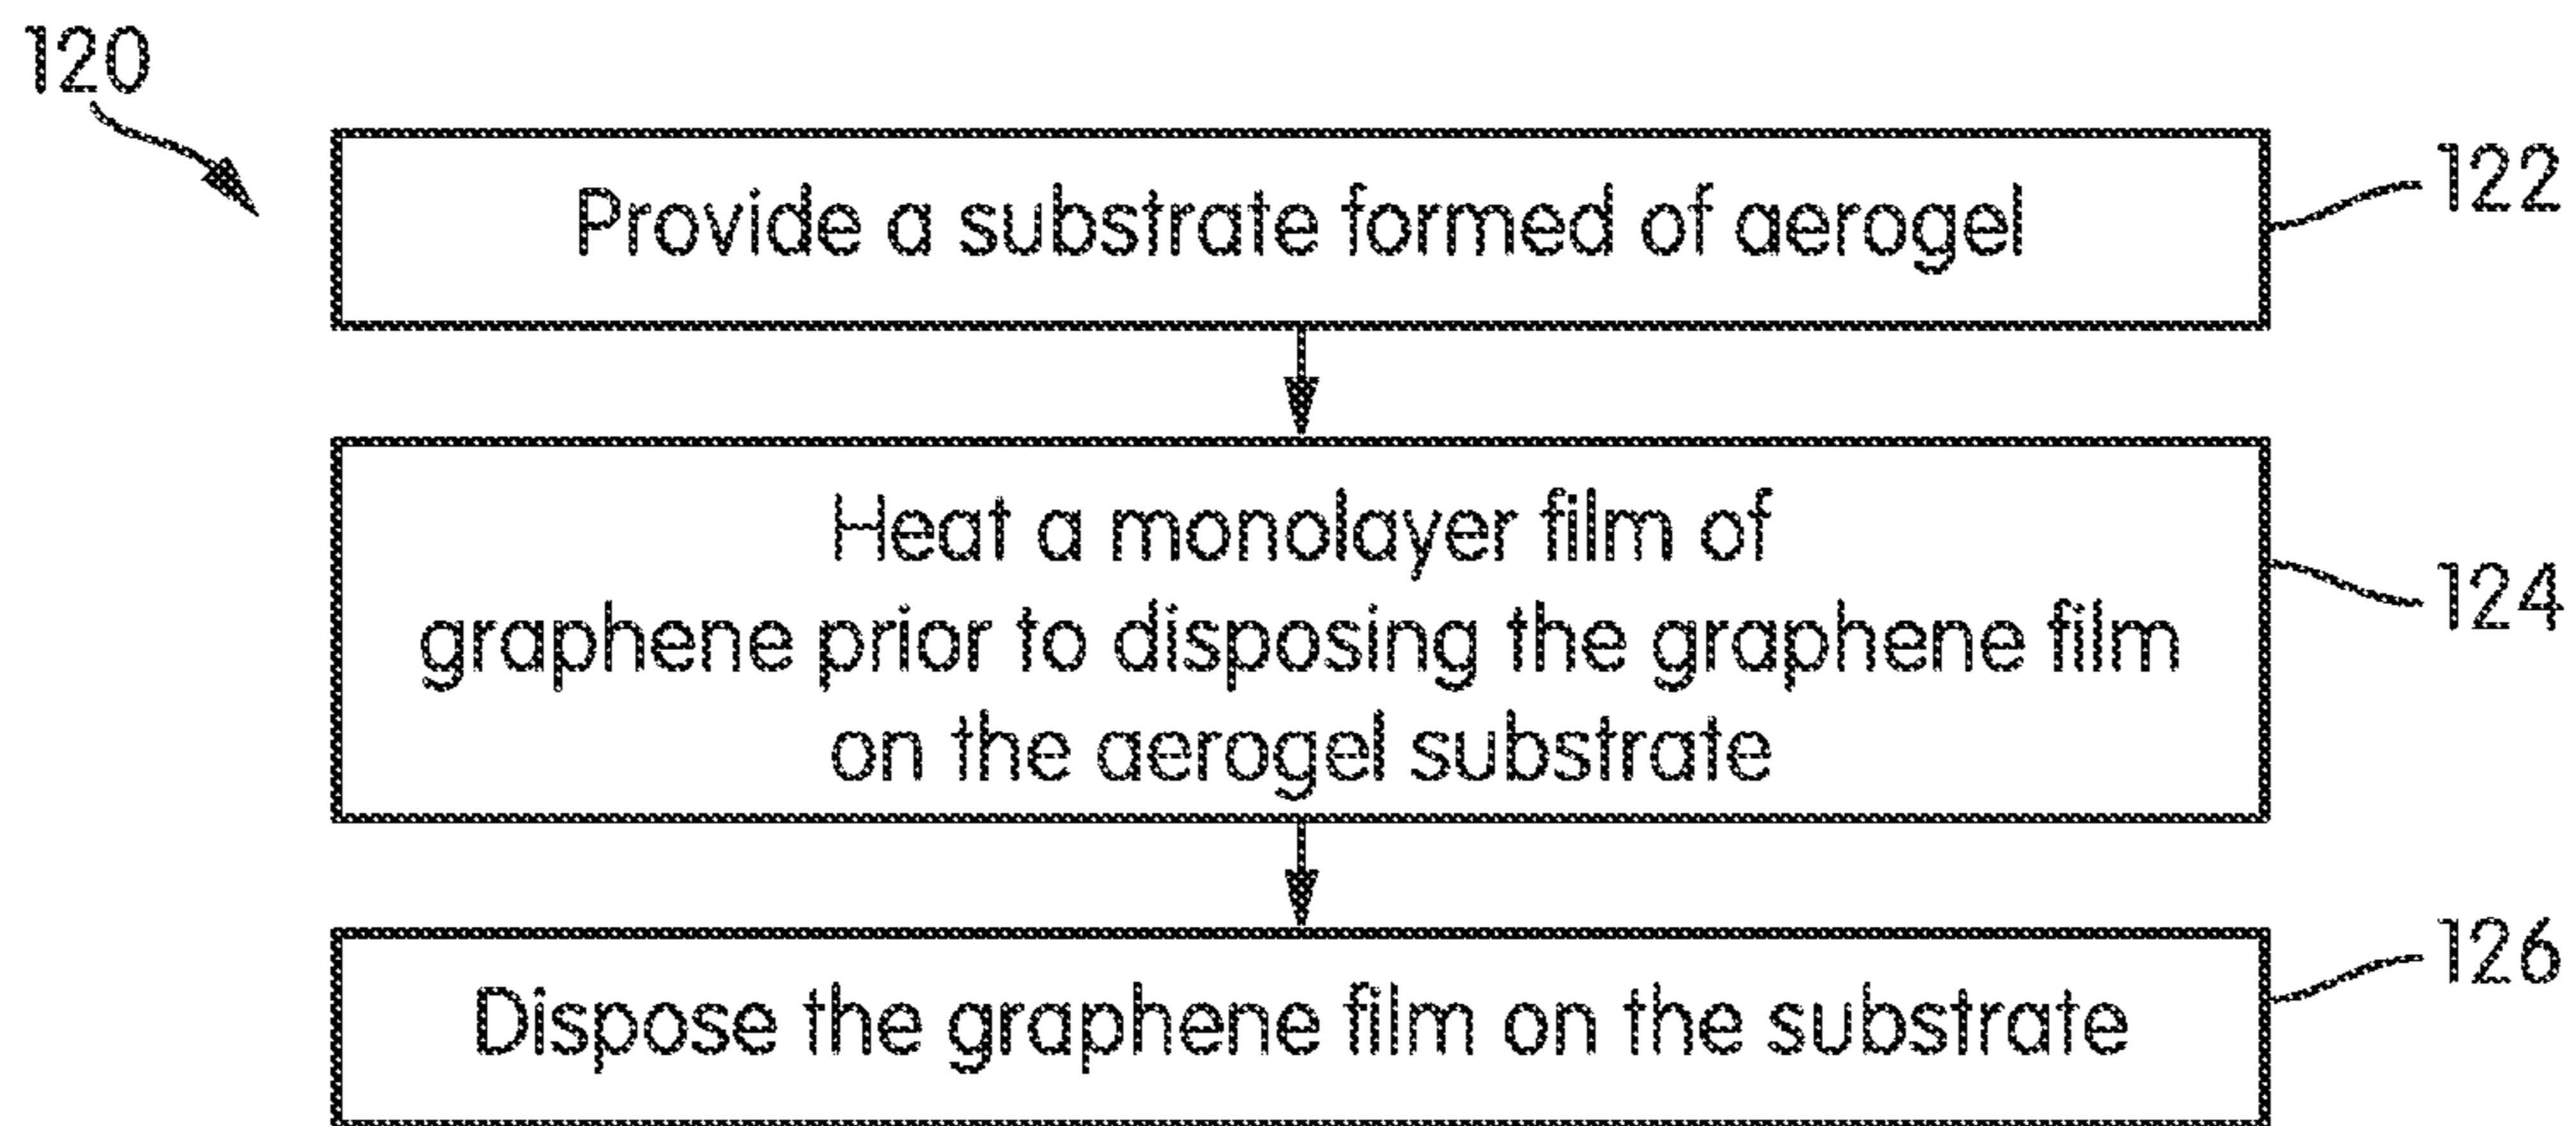 120
Provide a substrate formed of aerogel
122
Heat a monolayer film of
graphene prior to disposing the graphene film
on the aerogel substrate
124
Dispose the graphene film on the substrate
126